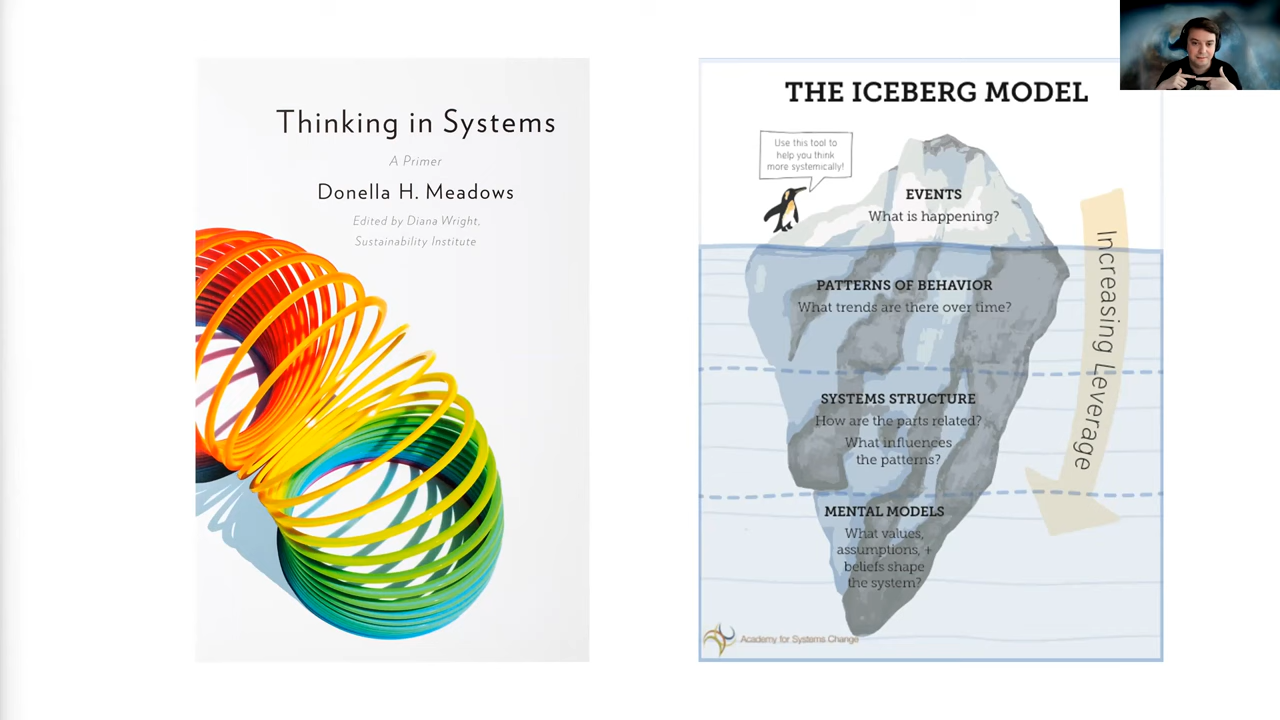 Thinking in Systems
A Primer
Donella H. Meadows
Edited by Diana Wright,
Sustainability Institute
THE ICEBERG MODEL
Use this tool to
help you think
more systemically!
EVENTS
What is happening?
PATTERNS OF BEHAVIOR
What trends are there over time?
SYSTEMS STRUCTURE
How are the parts related?
What influences
the patterns?
MENTAL MODELS
What values,
assumptions, +
beliefs shape
the system?
Increasing Leverage
Academy for Systems Change